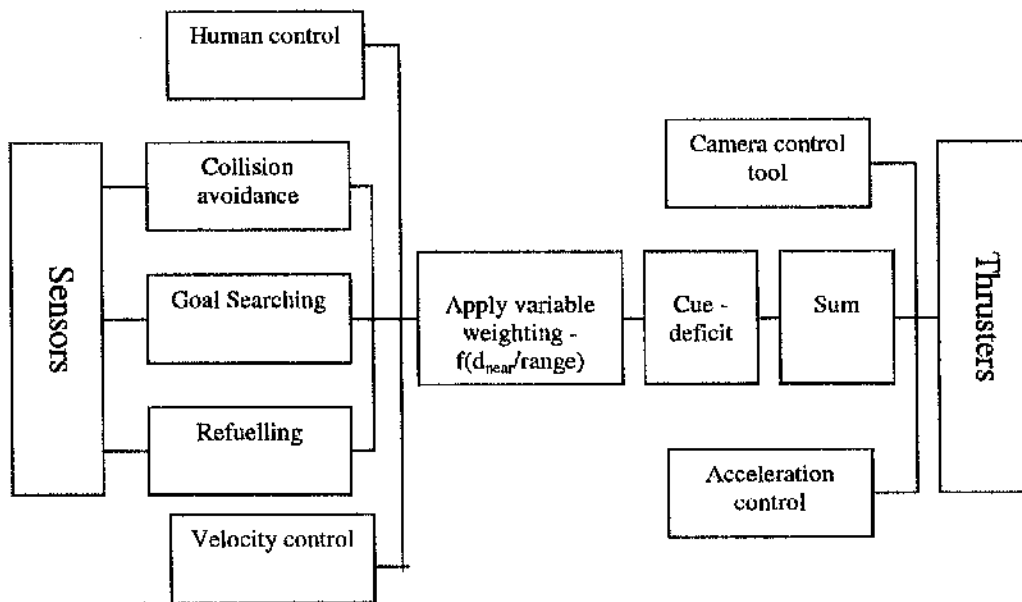 Human control
Collision
avoidance
Sensors
Goal Searching
Refuelling
Velocity control
Apply variable
weighting -
f(d_near/range)
Cue -
deficit
Sum
Camera control
tool
Acceleration
control
Thrusters